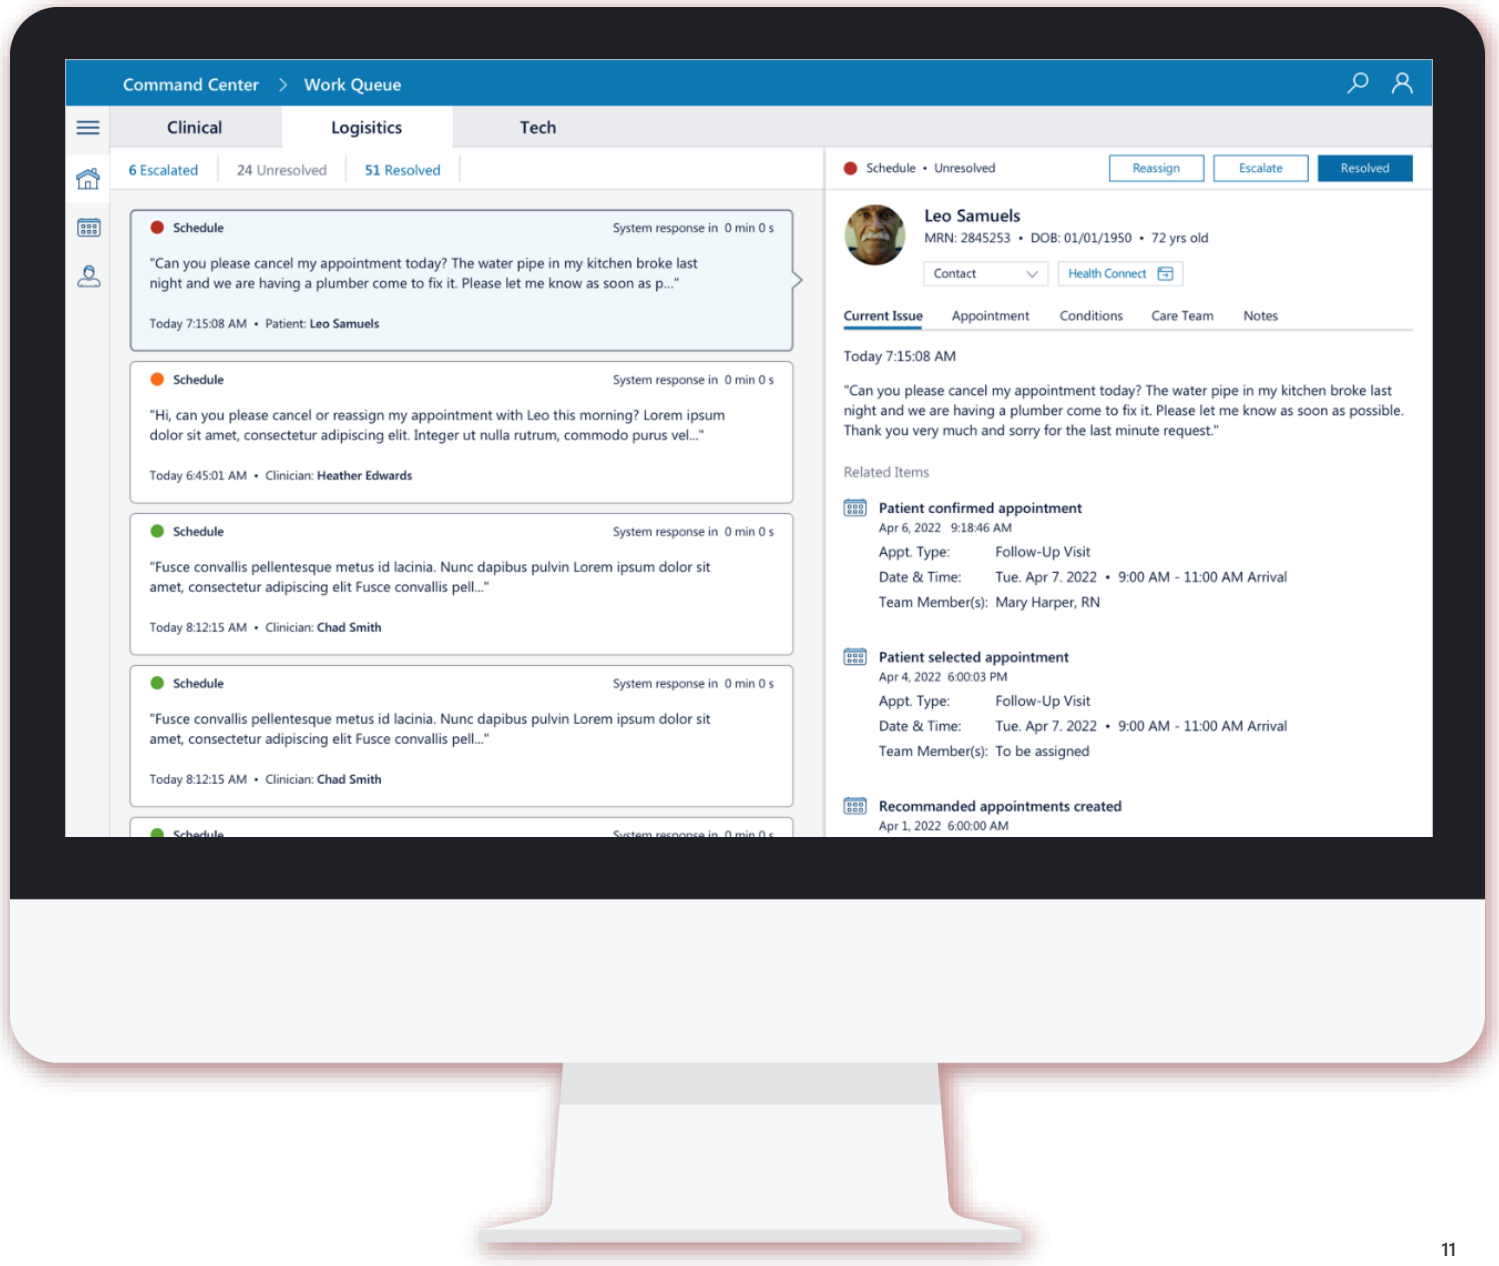 Command Center > Work Queue
Clinical Logisitics Tech
6 Escalated 24 Unresolved 51 Resolved
Schedule System response in 0 min 0 s
"Can you please cancel my appointment today? The water pipe in my kitchen broke last
night and we are having a plumber come to fix it. Please let me know as soon as p..."
Today 7:15:08 AM • Patient: Leo Samuels
Schedule System response in 0 min 0 s
"Hi, can you please cancel or reassign my appointment with Leo this morning? Lorem ipsum
dolor sit amet, consectetur adipiscing elit. Integer ut nulla rutrum, commodo purus vel..."
Today 6:45:01 AM • Clinician: Heather Edwards
Schedule System response in 0 min 0 s
"Fusce convallis pellentesque metus id lacinia. Nunc dapibus pulvin Lorem ipsum dolor sit
amet, consectetur adipiscing elit Fusce convallis pell..."
Today 8:12:15 AM • Clinician: Chad Smith
Schedule System response in 0 min 0 s
"Fusce convallis pellentesque metus id lacinia. Nunc dapibus pulvin Lorem ipsum dolor sit
amet, consectetur adipiscing elit Fusce convallis pell..."
Today 8:12:15 AM • Clinician: Chad Smith
Schedule System response in 0 min 0 s
Schedule • Unresolved Reassign Escalate Resolved
Leo Samuels
MRN: 2845253 • DOB: 01/01/1950 • 72 yrs old
Contact Health Connect
Current Issue Appointment Conditions Care Team Notes
Today 7:15:08 AM
"Can you please cancel my appointment today? The water pipe in my kitchen broke last
night and we are having a plumber come to fix it. Please let me know as soon as possible.
Thank you very much and sorry for the last minute request."
Related Items
Patient confirmed appointment
Apr 6, 2022 9:18:46 AM
Appt. Type: Follow-Up Visit
Date & Time: Tue. Apr 7. 2022 • 9:00 AM - 11:00 AM Arrival
Team Member(s): Mary Harper, RN
Patient selected appointment
Apr 4, 2022 6:00:03 PM
Appt. Type: Follow-Up Visit
Date & Time: Tue. Apr 7. 2022 • 9:00 AM - 11:00 AM Arrival
Team Member(s): To be assigned
Recommanded appointments created
Apr 1, 2022 6:00:00 AM
11